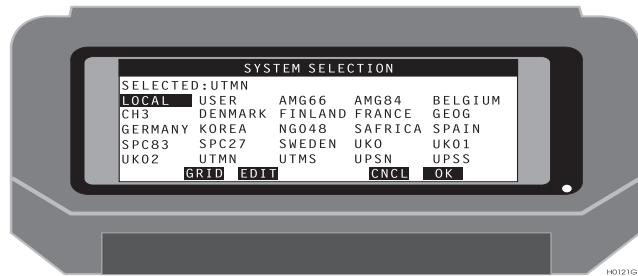 SYSTEM SELECTION
SELECTED:UTMN
LOCAL USER AMG66 AMG84 BELGIUM
CH3 DENMARK FINLAND FRANCE GEOG
GERMANY KOREA NGO48 SAFRICA SPAIN
SPC83 SPC27 SWEDEN UKO UKO1
UKO2 UTMN UTMS UPSN UPSS
GRID EDIT CNCL OK
H0121G